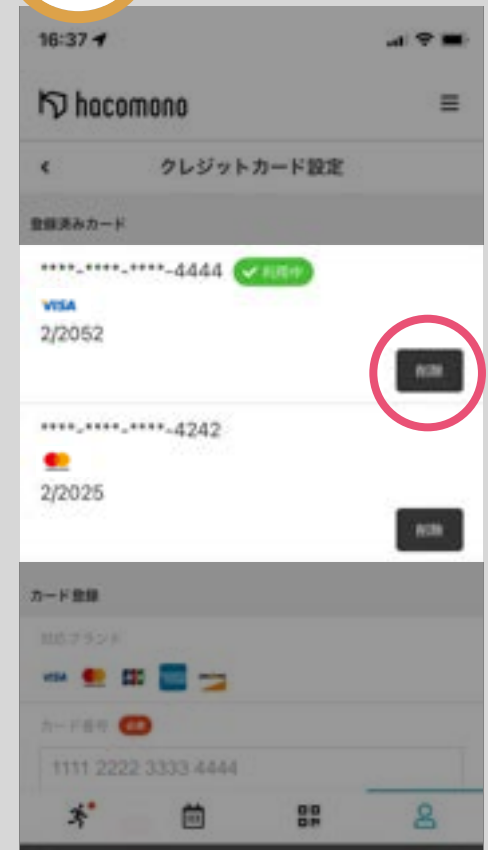 16:37
hacomono
クレジットカード設定
登録済みカード
****-****-****-4444 利用中
VISA
2/2052
削除
****-****-****-4242
2/2025
削除
カード登録
対応ブランド
VISA
カード番号 必須
1111 2222 3333 4444